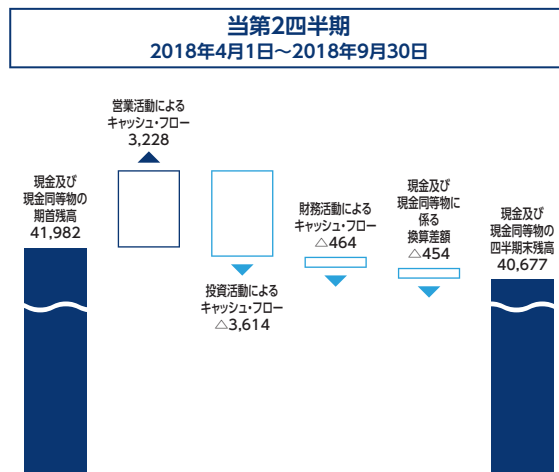 当第2四半期
2018年4月1日～2018年9月30日
営業活動による
キャッシュ・フロー
3,228
現金及び
現金同等物の
期首残高
41,982
投資活動による
キャッシュ・フロー
△3,614
財務活動による
キャッシュ・フロー
△464
現金及び
現金同等物に
係る
換算差額
△454
現金及び
現金同等物の
四半期末残高
40,677